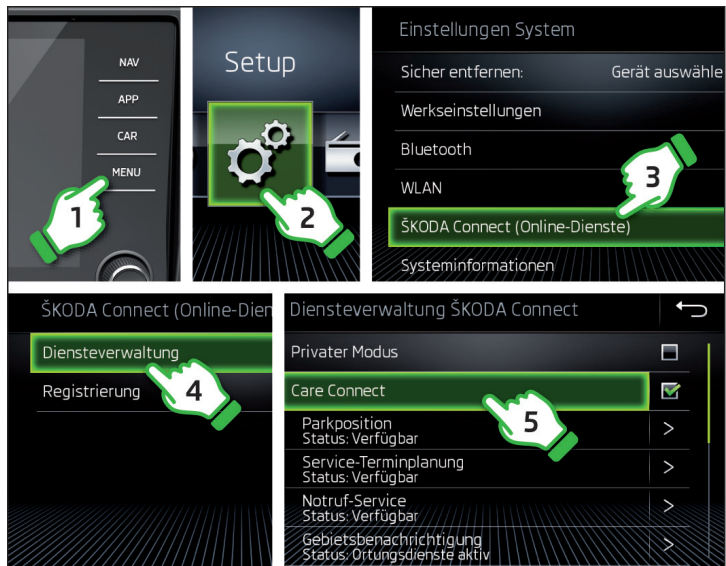 NAV
APP
CAR
MENU
1
Setup
2
Einstellungen System
Sicher entfernen: Gerät auswähle
Werkseinstellungen
Bluetooth
WLAN
3
ŠKODA Connect (Online-Dienste)
Systeminformationen
ŠKODA Connect (Online-Dien
Diensteverwaltung
Registrierung
4
Diensteverwaltung ŠKODA Connect
Privater Modus
Care Connect
5
Parkposition
Status: Verfügbar
Service-Terminplanung
Status: Verfügbar
Notruf-Service
Status: Verfügbar
Gebietsbenachrichtigung
Status: Ortungsdienste aktiv